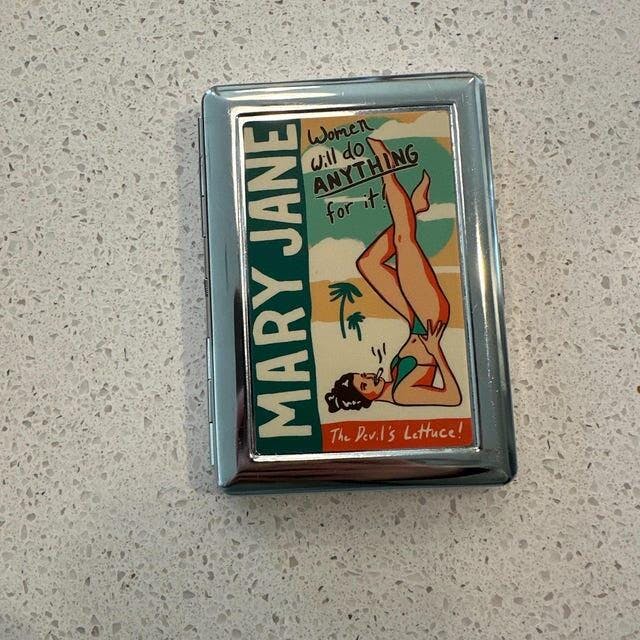 MARY JANE
Women
Will do
ANYTHING
for it!
The Devil's Lettuce!